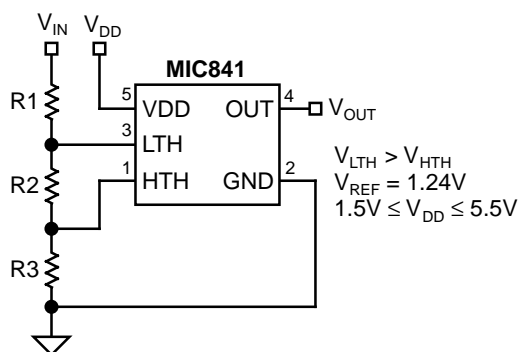 V_IN
V_DD
MIC841
R1
5
VDD
OUT
4
V_OUT
3
LTH
R2
1
HTH
GND
2
V_LTH > V_HTH
V_REF = 1.24V
1.5V ≤ V_DD ≤ 5.5V
R3